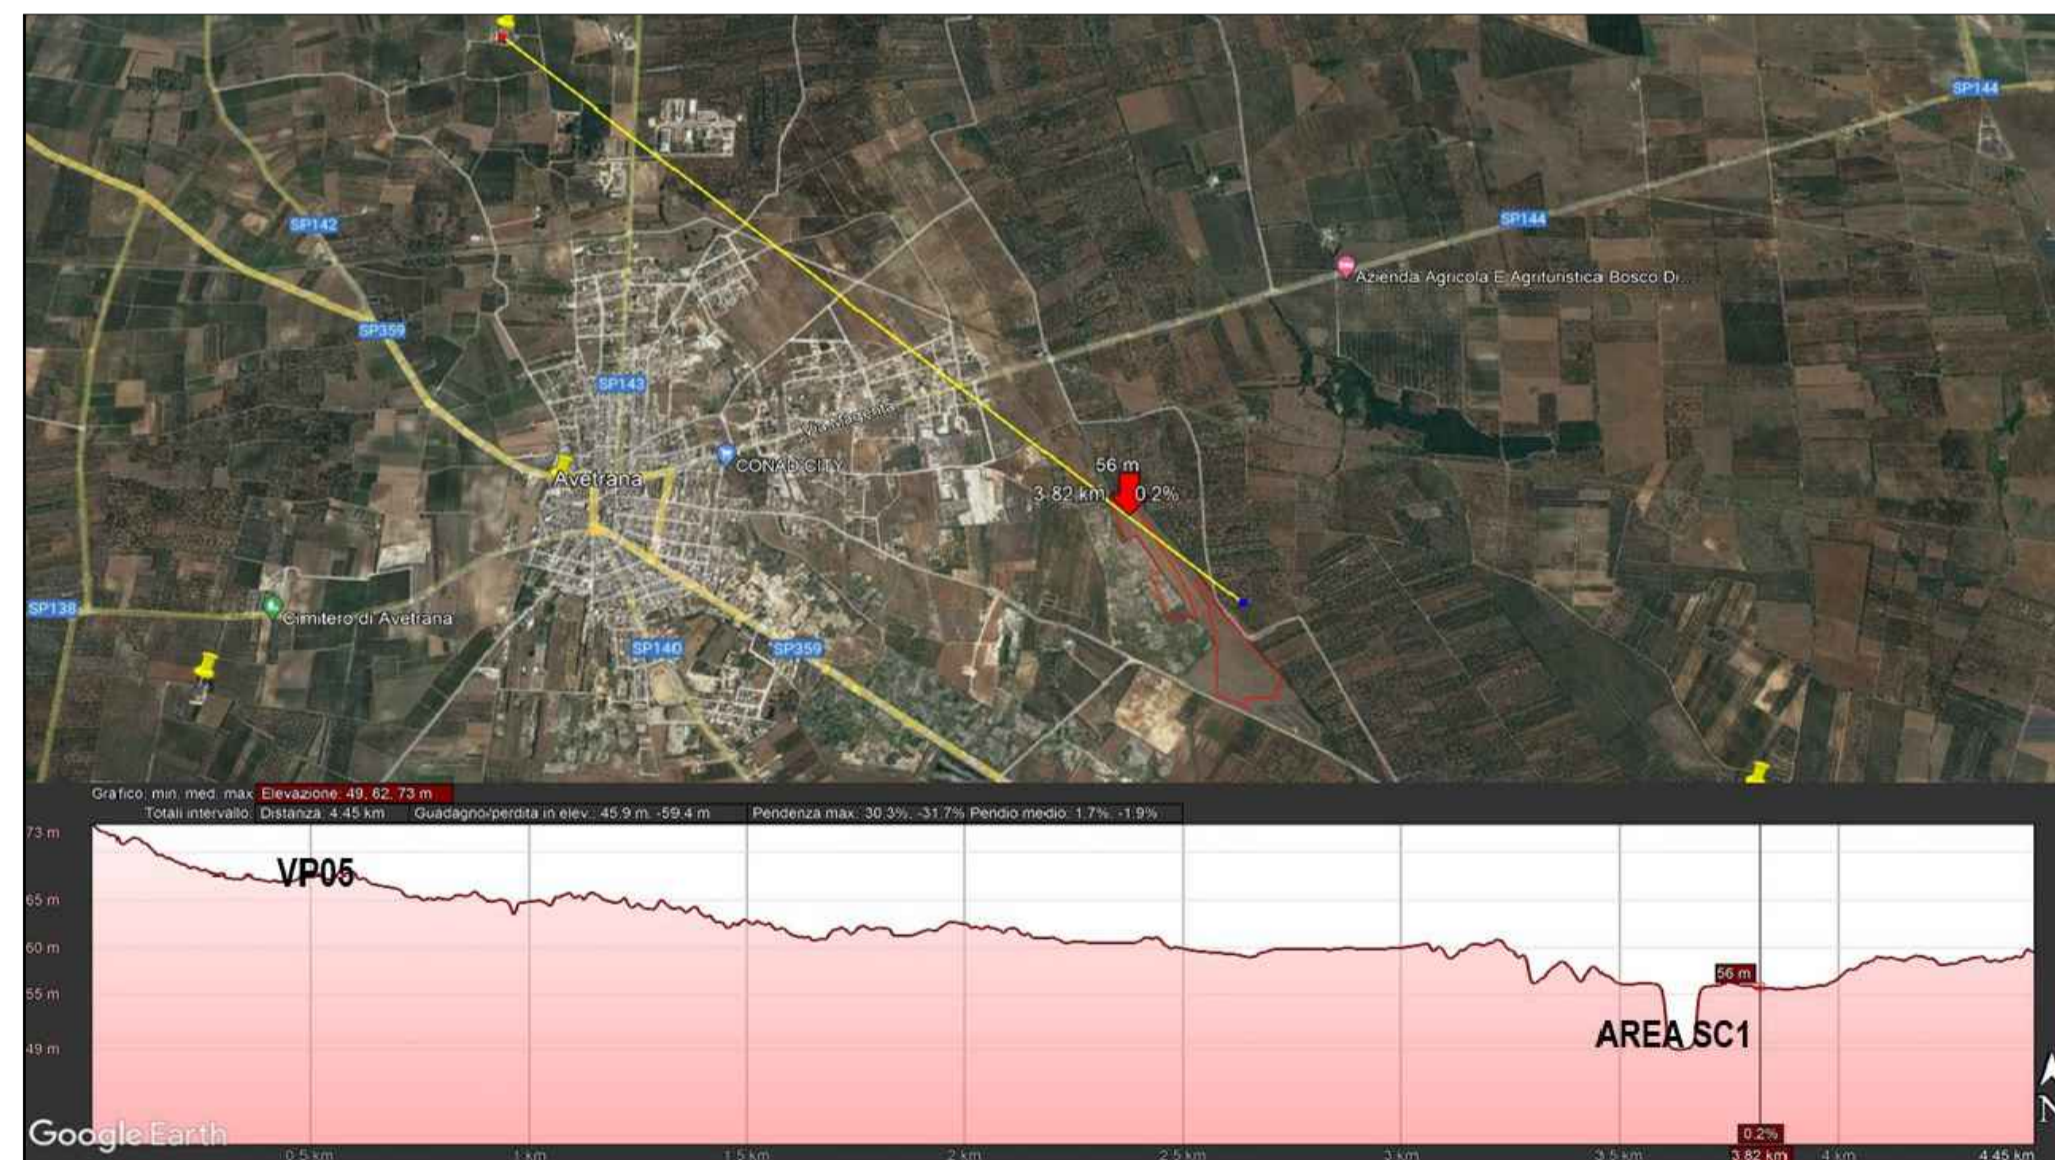 SP144
SP142
SP144
Azienda Agricola E Agrituristica Bosco Di...
SP359
SP143
Via Magenta
CONAD CITY
56 m
Avetrana
3.82 km 0.2%
SP138
Cimitero di Avetrana
SP140
SP359
Grafico: min. med. max Elevazione: 49, 62, 73 m
Totali intervallo: Distanza: 4.45 km Guadagno/perdita in elev.: 45.9 m, -59.4 m Pendenza max: 30.3%, -31.7% Pendio medio: 1.7%, -1.9%
73 m
VP05
65 m
60 m
56 m
55 m
AREA SC1
49 m
N
Google Earth
0.2%
0.5 km 1 km 1.5 km 2 km 2.5 km 3 km 3.5 km 3.82 km 4 km 4.45 km